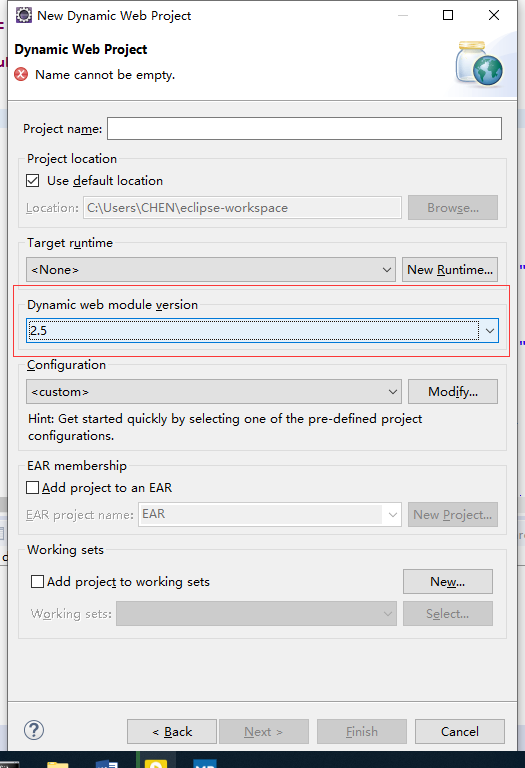 New Dynamic Web Project
Dynamic Web Project
Name cannot be empty.
Project name:
Project location
Use default location
Location: C:\Users\CHEN\eclipse-workspace Browse...
Target runtime
<None> New Runtime...
Dynamic web module version
2.5
Configuration
<custom> Modify...
Hint: Get started quickly by selecting one of the pre-defined project
configurations.
EAR membership
Add project to an EAR
EAR project name: EAR New Project...
Working sets
Add project to working sets New...
Working sets: Select...
? < Back Next > Finish Cancel